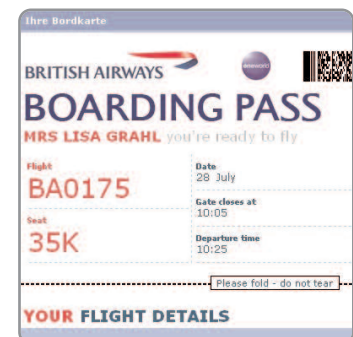 Ihre Bordkarte
BRITISH AIRWAYS
oneworld
BOARDING PASS
MRS LISA GRAHL you're ready to fly
Flight
BA0175
Seat
35K
Date
28 July
Gate closes at
10:05
Departure time
10:25
Please fold - do not tear
YOUR FLIGHT DETAILS